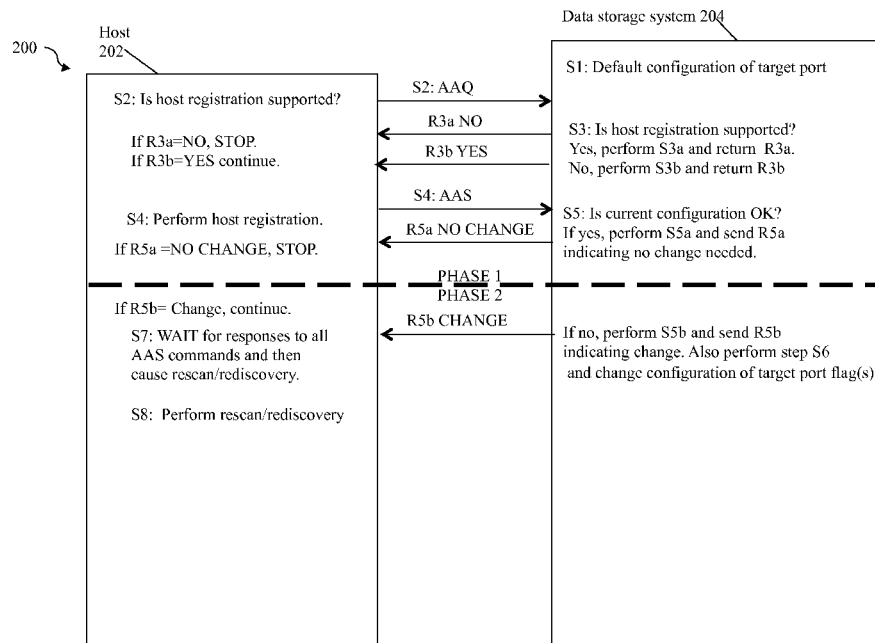 Data storage system 204
Host
202
200
S1: Default configuration of target port
S2: Is host registration supported?
S2: AAQ
R3a NO
S3: Is host registration supported?
Yes, perform S3a and return R3a.
No, perform S3b and return R3b
If R3a=NO, STOP.
If R3b=YES continue.
R3b YES
S4: AAS
S4: Perform host registration.
S5: Is current configuration OK?
If yes, perform S5a and send R5a
indicating no change needed.
R5a NO CHANGE
If R5a =NO CHANGE, STOP.
PHASE 1
PHASE 2
If R5b= Change, continue.
R5b CHANGE
S7: WAIT for responses to all
AAS commands and then
cause rescan/rediscovery.
If no, perform S5b and send R5b
indicating change. Also perform step S6
and change configuration of target port flag(s)
S8: Perform rescan/rediscovery